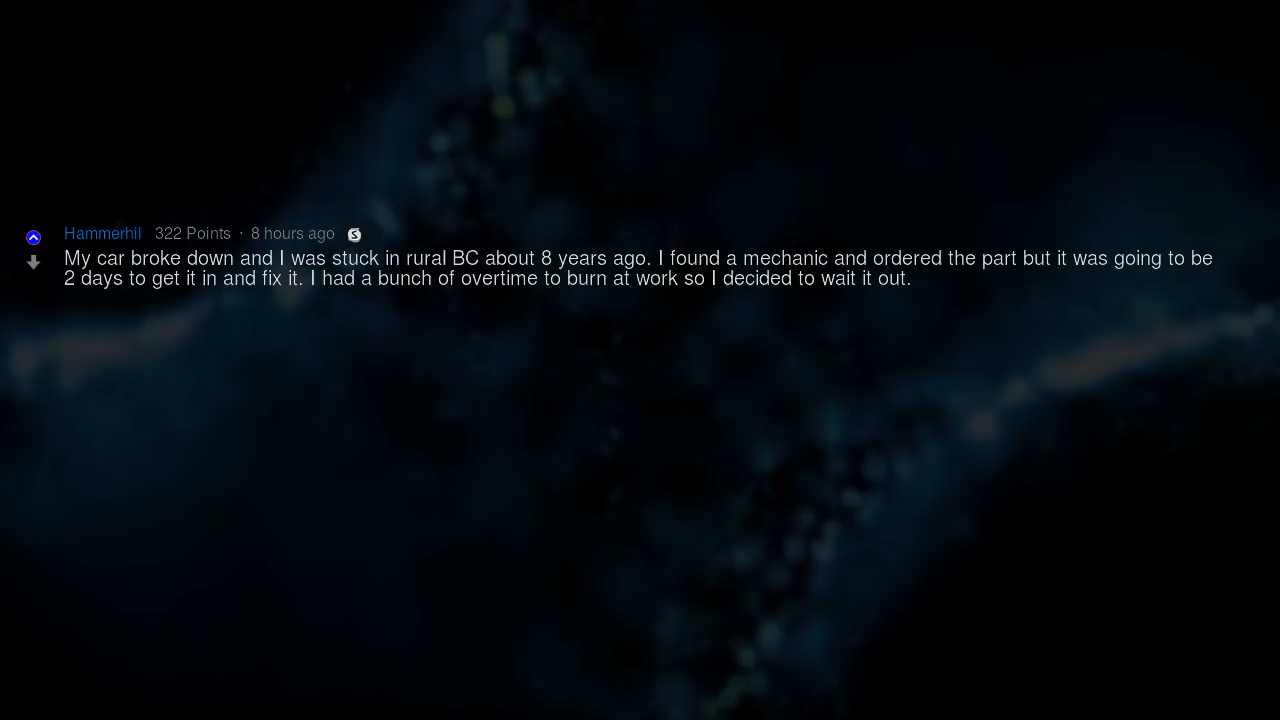 Hammerhil 322 Points · 8 hours ago S
My car broke down and I was stuck in rural BC about 8 years ago. I found a mechanic and ordered the part but it was going to be
2 days to get it in and fix it. I had a bunch of overtime to burn at work so I decided to wait it out.